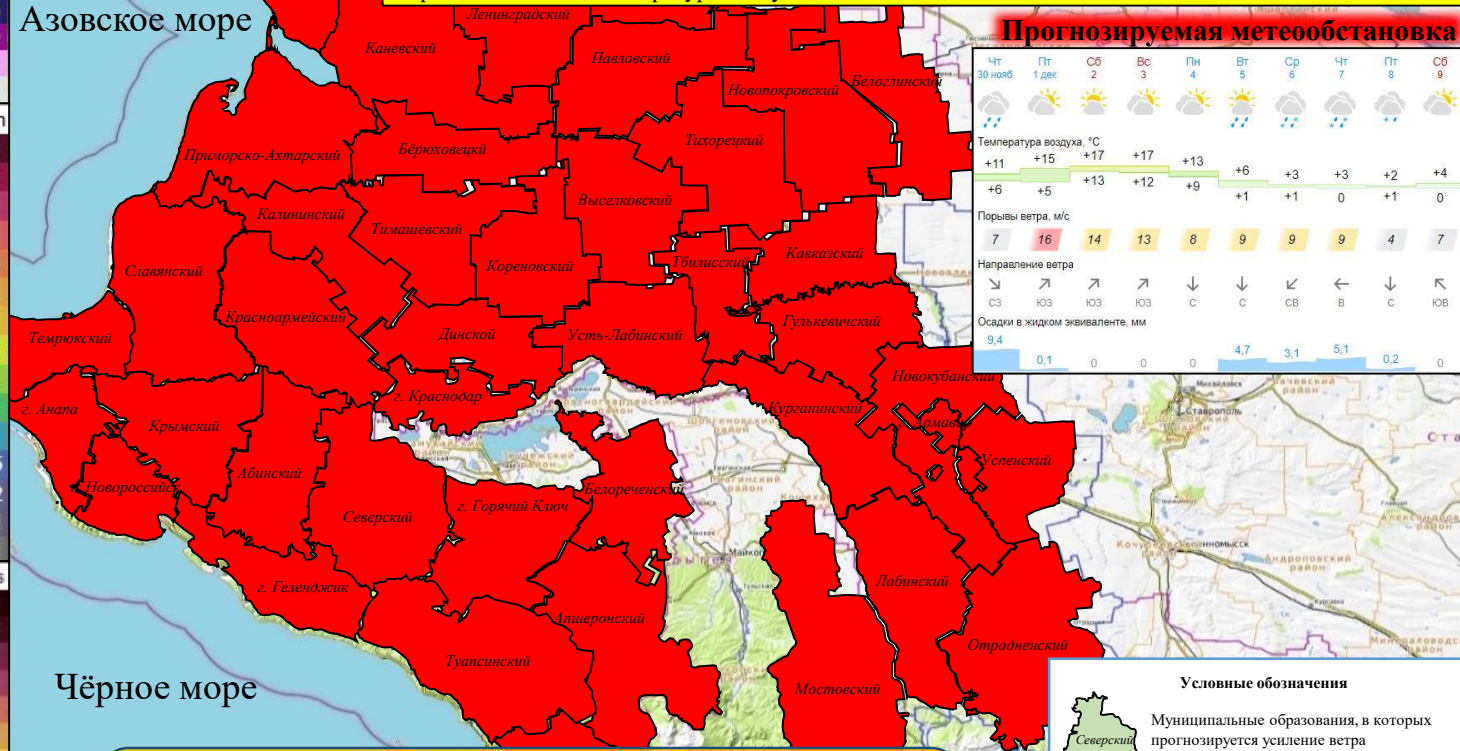 Азовское море
Прогнозируемая метеообстановка
Чт Пт Сб Вс Пн Вт Ср Чт Пт Сб
30 нояб 1 дек 2 3 4 5 6 7 8 9
Температура воздуха, °C
+11 +15 +17 +17 +13 +6 +3 +3 +2 +4
+6 +5 +13 +12 +9 +1 +1 0 +1 0
Порывы ветра, м/с
7 16 14 13 8 9 9 9 4 7
Направление ветра
СЗ ЮЗ ЮЗ ЮЗ С С СВ В С ЮВ
Осадки в жидком эквиваленте, мм
9,4 0,1 0 0 0 4,7 3,1 5,1 0,2 0
Ленинградский
Каневский
Павловский
Белоглинский
Новопокровский
Тихорецкий
Приморско-Ахтарский
Бёрюховецкй
Выселковский
Калининский
Тимашевский
Тбилисский
Кавказский
Славянский
Кореновский
Красноармейский
Гулькевичский
Темрюкский
Динской
Усть-Лабинский
Новокубанский
г. Краснодар
Курганинский
г. Анапа
Крымский
г. Армавир
Михайловск
Ставрополь
Успенский
Абинский
Новороссийск
Белореченский
г. Горячий Ключ
Северский
Майкоп
Андроповский
район
Лабинский
г. Геленджик
Апшеронский
Отрадненский
Туапсинский
Мостовский
Чёрное море
Условные обозначения
Северский
Муниципальные образования, в которых
прогнозируется усиление ветра